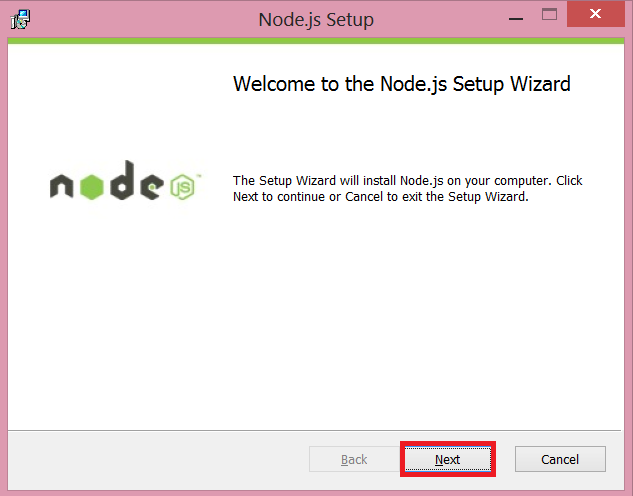 Node.js Setup
Welcome to the Node.js Setup Wizard
node
JS
™
The Setup Wizard will install Node.js on your computer. Click
Next to continue or Cancel to exit the Setup Wizard.
Back
Next
Cancel